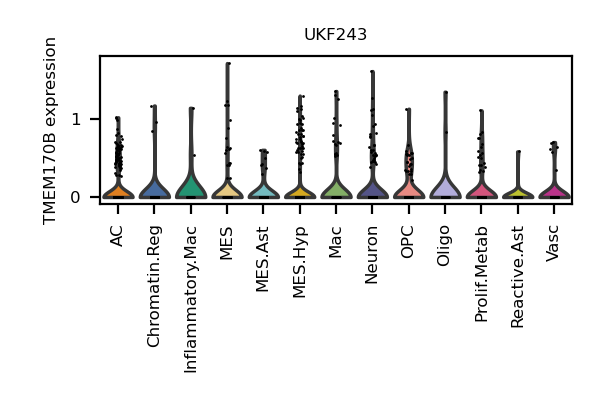 UKF243
TMEM170B expression
1
0
AC
Chromatin.Reg
Inflammatory.Mac
MES
MES.Ast
MES.Hyp
Mac
Neuron
OPC
Oligo
Prolif.Metab
Reactive.Ast
Vasc